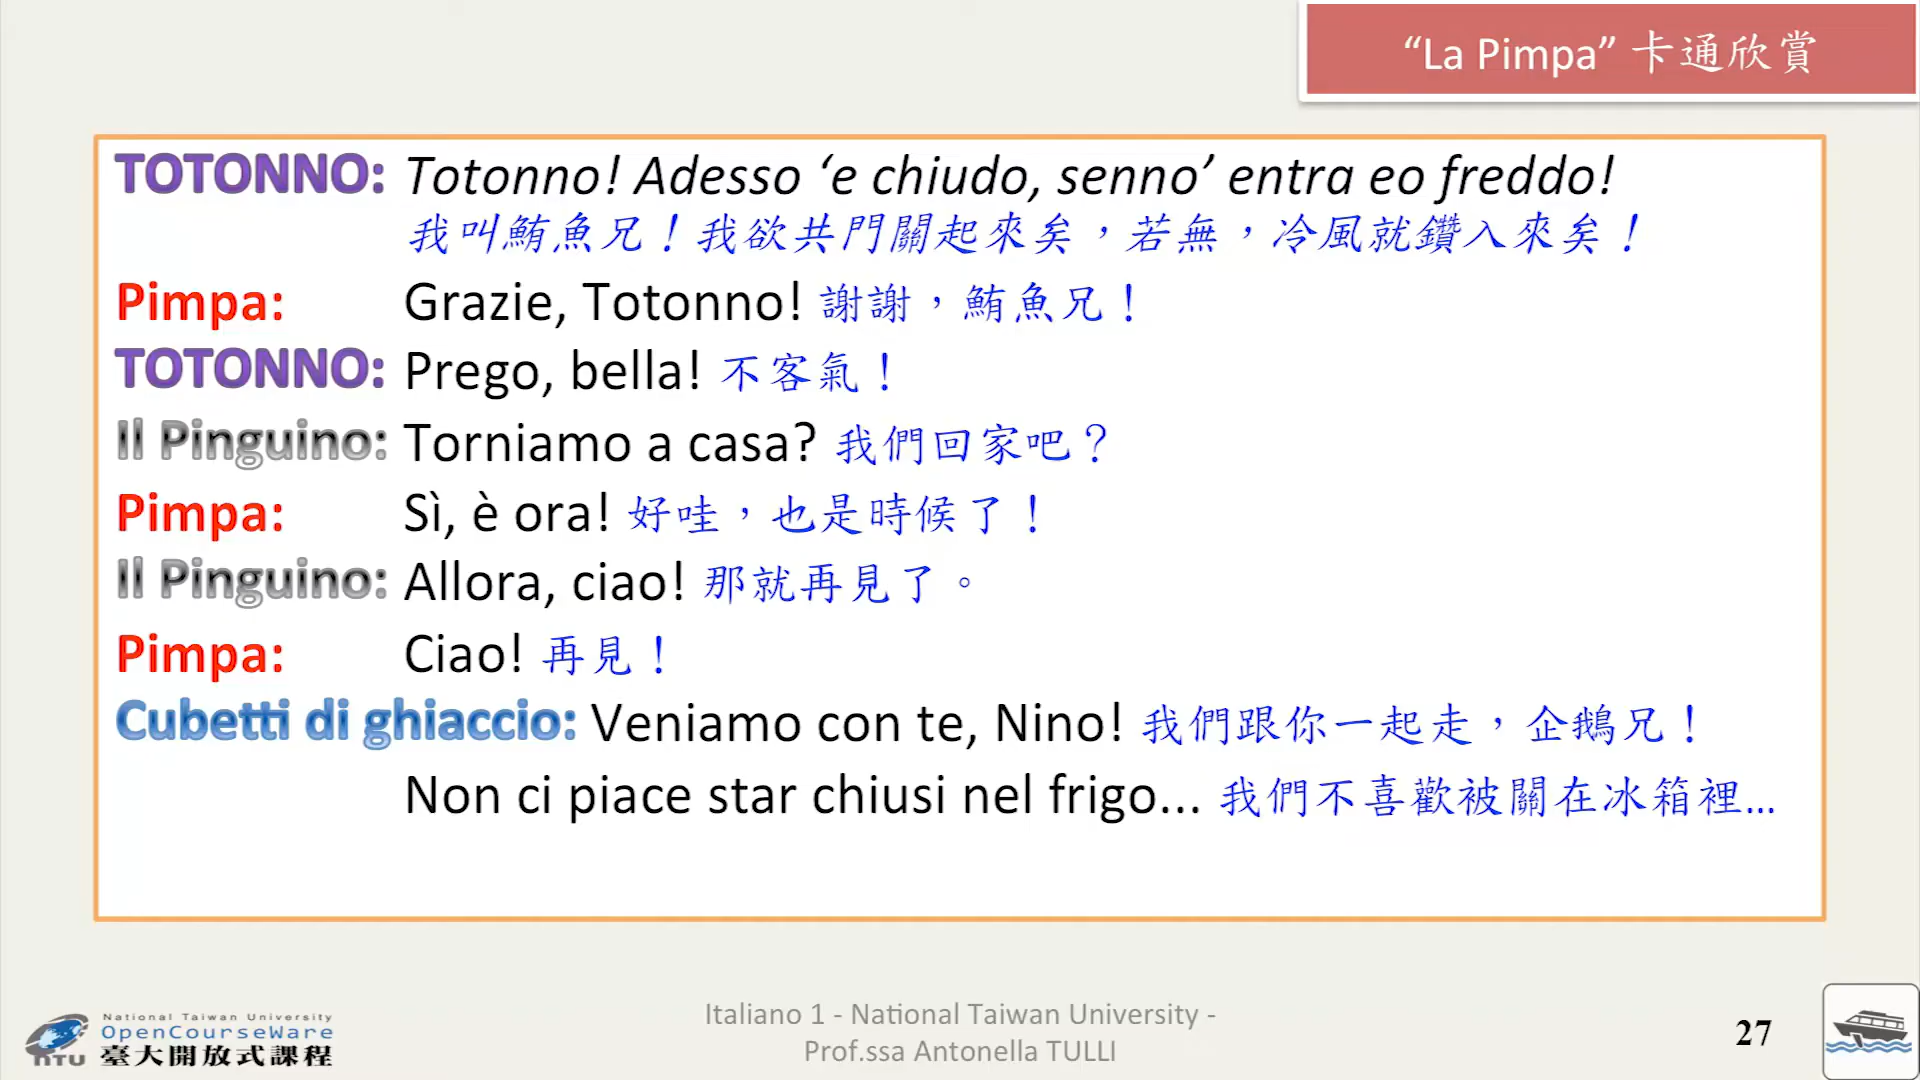 “La Pimpa” 卡通欣賞
TOTONNO: Totonno! Adesso ‘e chiudo, senno’ entra eo freddo!
我叫鮪魚兄！我欲共門關起來矣，若無，冷風就鑽入來矣！
Pimpa: Grazie, Totonno! 謝謝，鮪魚兄！
TOTONNO: Prego, bella! 不客氣！
Il Pinguino: Torniamo a casa? 我們回家吧？
Pimpa: Sì, è ora! 好哇，也是時候了！
Il Pinguino: Allora, ciao! 那就再見了。
Pimpa: Ciao! 再見！
Cubetti di ghiaccio: Veniamo con te, Nino! 我們跟你一起走，企鵝兄！
Non ci piace star chiusi nel frigo... 我們不喜歡被關在冰箱裡...
National Taiwan University
OpenCourseWare
NTU 臺大開放式課程
Italiano 1 - National Taiwan University -
Prof.ssa Antonella TULLI
27